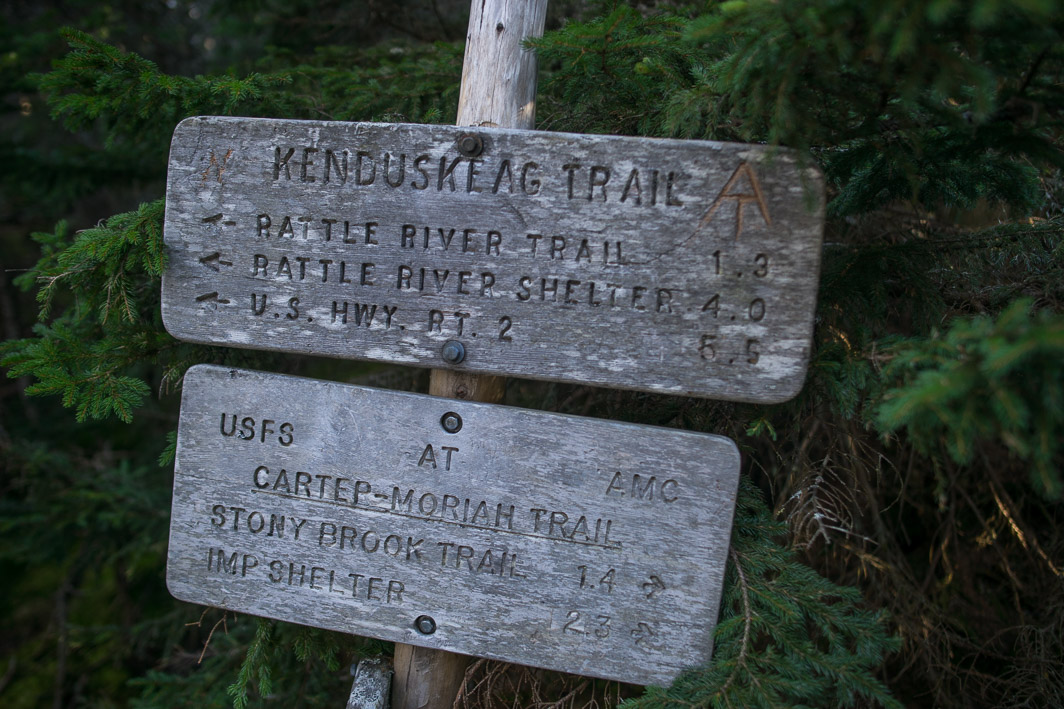 KENDUSKEAG TRAIL AT
RATTLE RIVER TRAIL 1.3
RATTLE RIVER SHELTER 4.0
U.S. HWY. RT. 2 5.5
USFS AT AMC
CARTER-MORIAH TRAIL
STONY BROOK TRAIL 1.4
IMP SHELTER 2.3